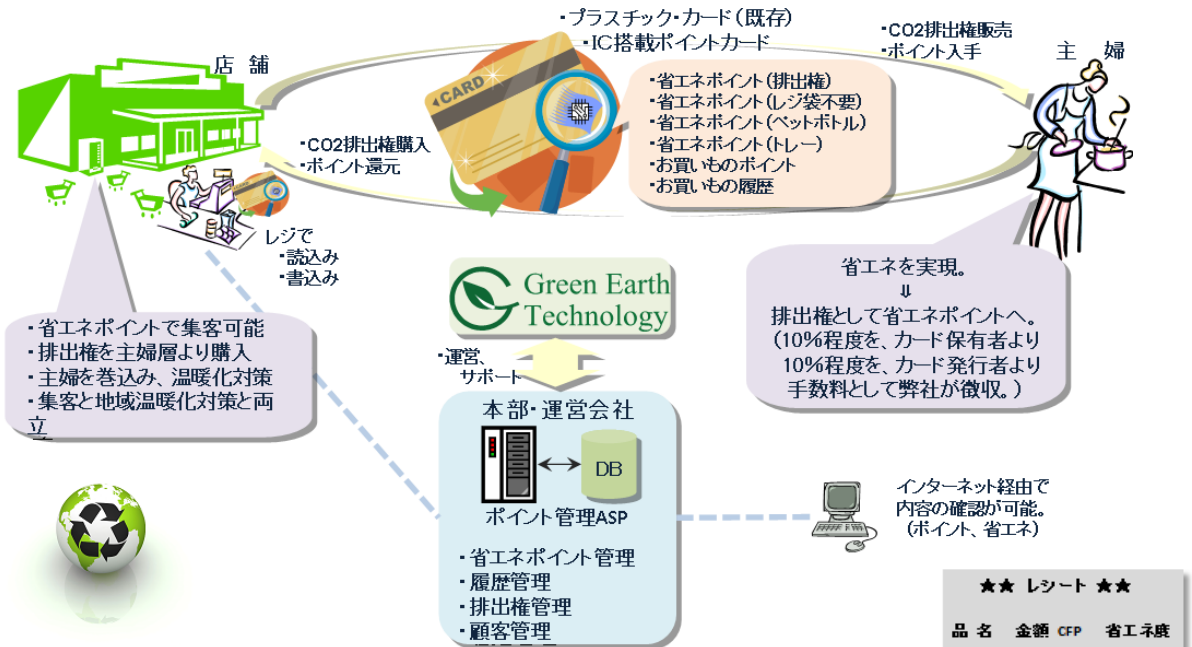 ・プラスチック・カード(既存)
・IC搭載ポイントカード
・CO2排出権販売
・ポイント入手
店 舗
主 婦
CARD
・省エネポイント(排出権)
・省エネポイント(レジ袋不要)
・省エネポイント(ペットボトル)
・省エネポイント(トレー)
・お買いものポイント
・お買いもの履歴
・CO2排出権購入
・ポイント還元
レジで
・読込み
・書込み
・省エネポイントで集客可能
・排出権を主婦層より購入
・主婦を巻込み、温暖化対策
・集客と地域温暖化対策と両
立
Green Earth
Technology
省エネを実現。
⇓
排出権として省エネポイントへ。
(10%程度を、カード保有者より
10%程度を、カード発行者より
手数料として弊社が徴収。)
・運営、
サポート
本部・運営会社
DB
ポイント管理ASP
・省エネポイント管理
・履歴管理
・排出権管理
・顧客管理
インターネット経由で
内容の確認が可能。
(ポイント、省エネ)
★★ レシート ★★
品 名 金額 CFP 省エネ度